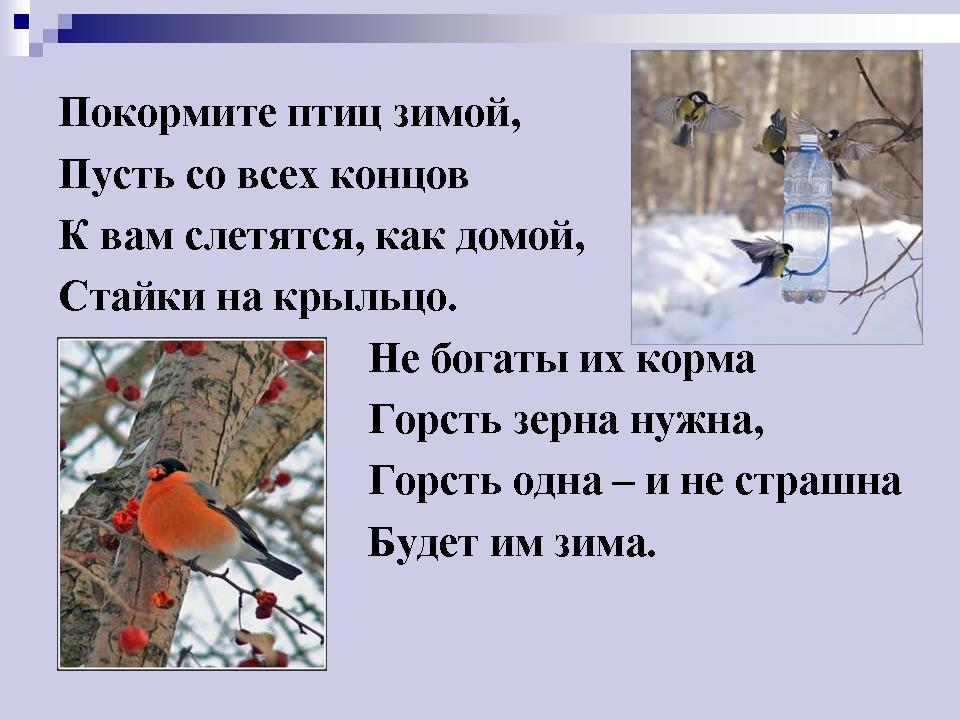 Покормите птиц зимой,
Пусть со всех концов
К вам слетятся, как домой,
Стайки на крыльцо.
Не богаты их корма
Горсть зерна нужна,
Горсть одна – и не страшна
Будет им зима.